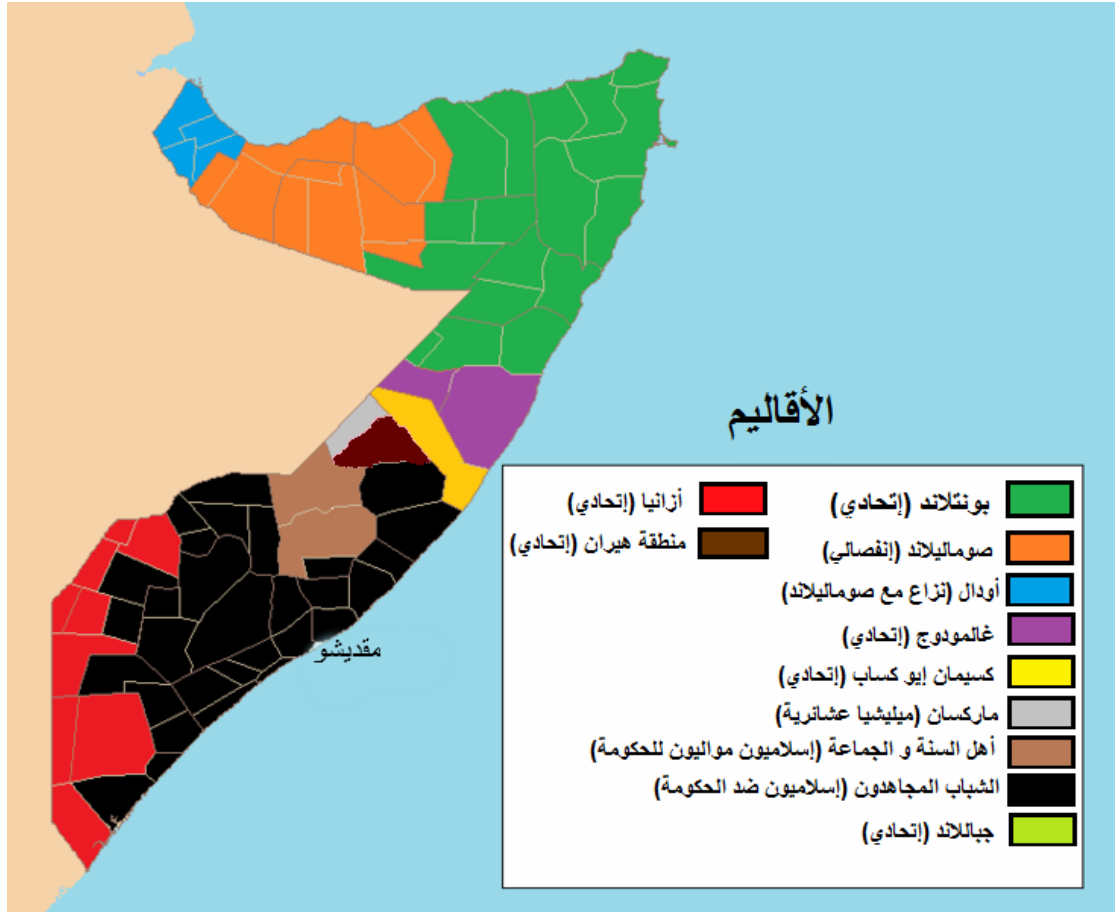 الأقاليم
بونتلاند (إتحادي)
أزانيا (إتحادي)
صوماليلاند (إنفصالي)
منطقة هيران (إتحادي)
أودال (نزاع مع صوماليلاند)
غالمودوج (إتحادي)
كسيمان إيو كساب (إتحادي)
ماركسان (ميليشيا عشائرية)
أهل السنة و الجماعة (إسلاميون مواليون للحكومة)
الشباب المجاهدون (إسلاميون ضد الحكومة)
جباللاند (إتحادي)
مقديشو